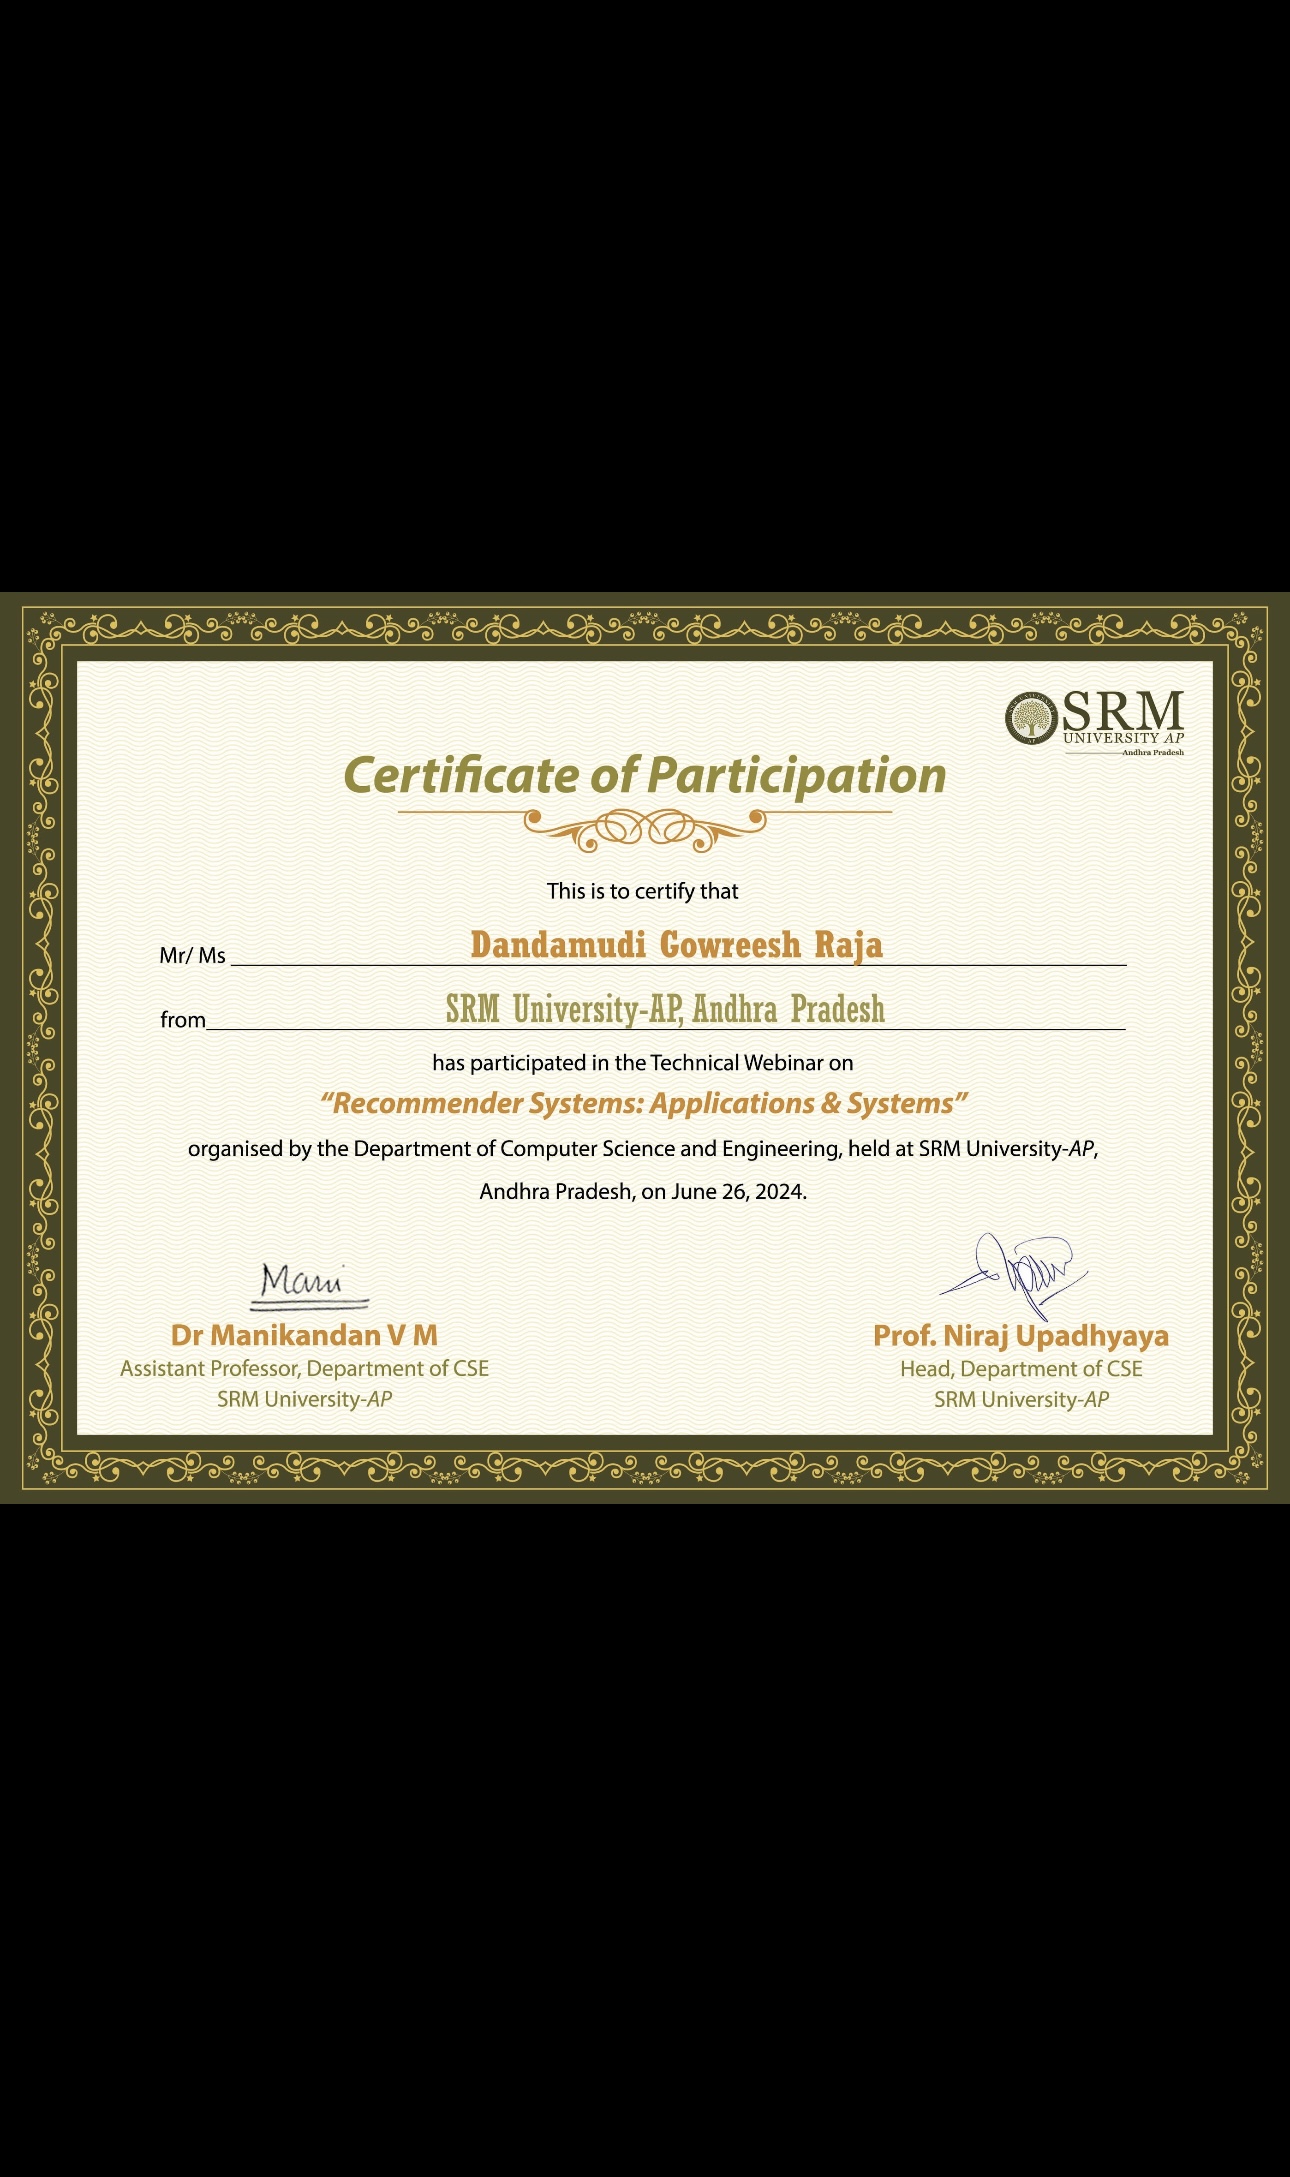 SRM
UNIVERSITY AP
Andhra Pradesh
Certificate of Participation
This is to certify that
Mr/ Ms Dandamudi Gowreesh Raja
from SRM University-AP, Andhra Pradesh
has participated in the Technical Webinar on
“Recommender Systems: Applications & Systems”
organised by the Department of Computer Science and Engineering, held at SRM University-AP,
Andhra Pradesh, on June 26, 2024.
Mani
Dr Manikandan V M
Assistant Professor, Department of CSE
SRM University-AP
Prof. Niraj Upadhyaya
Head, Department of CSE
SRM University-AP